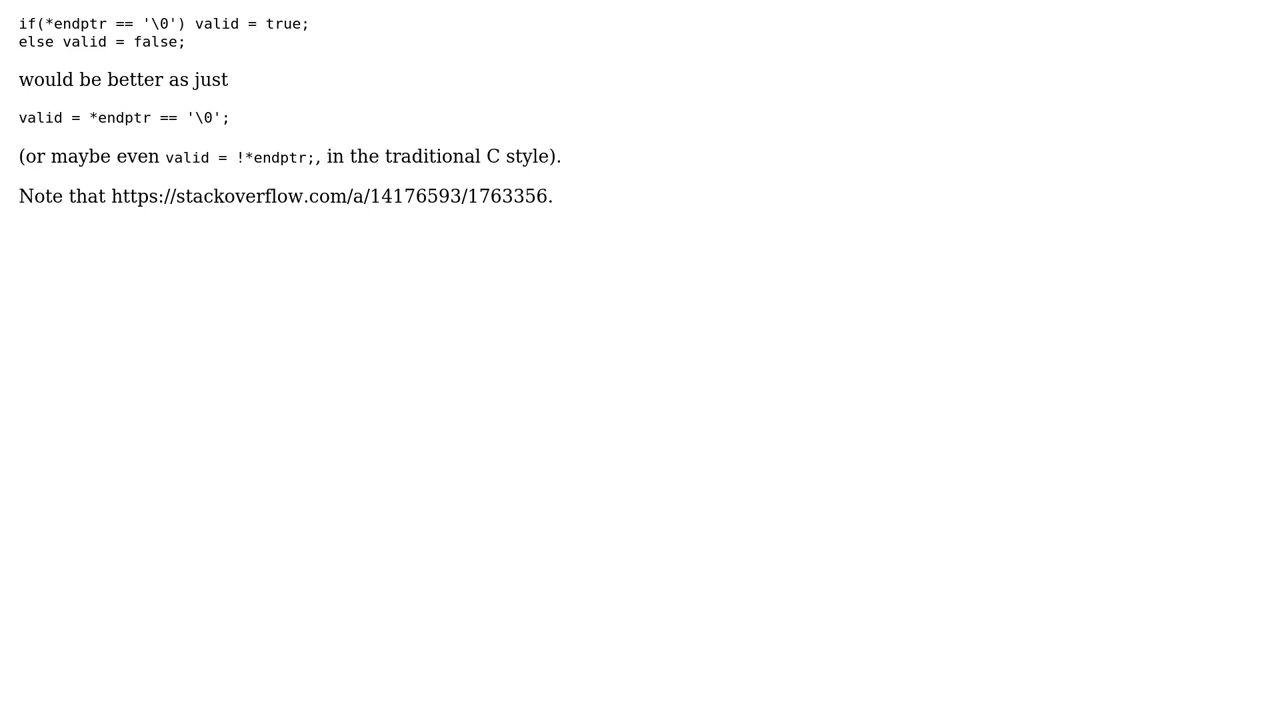 if(*endptr == '\0') valid = true;
else valid = false;
would be better as just
valid = *endptr == '\0';
(or maybe even valid = !*endptr;, in the traditional C style).
Note that https://stackoverflow.com/a/14176593/1763356.